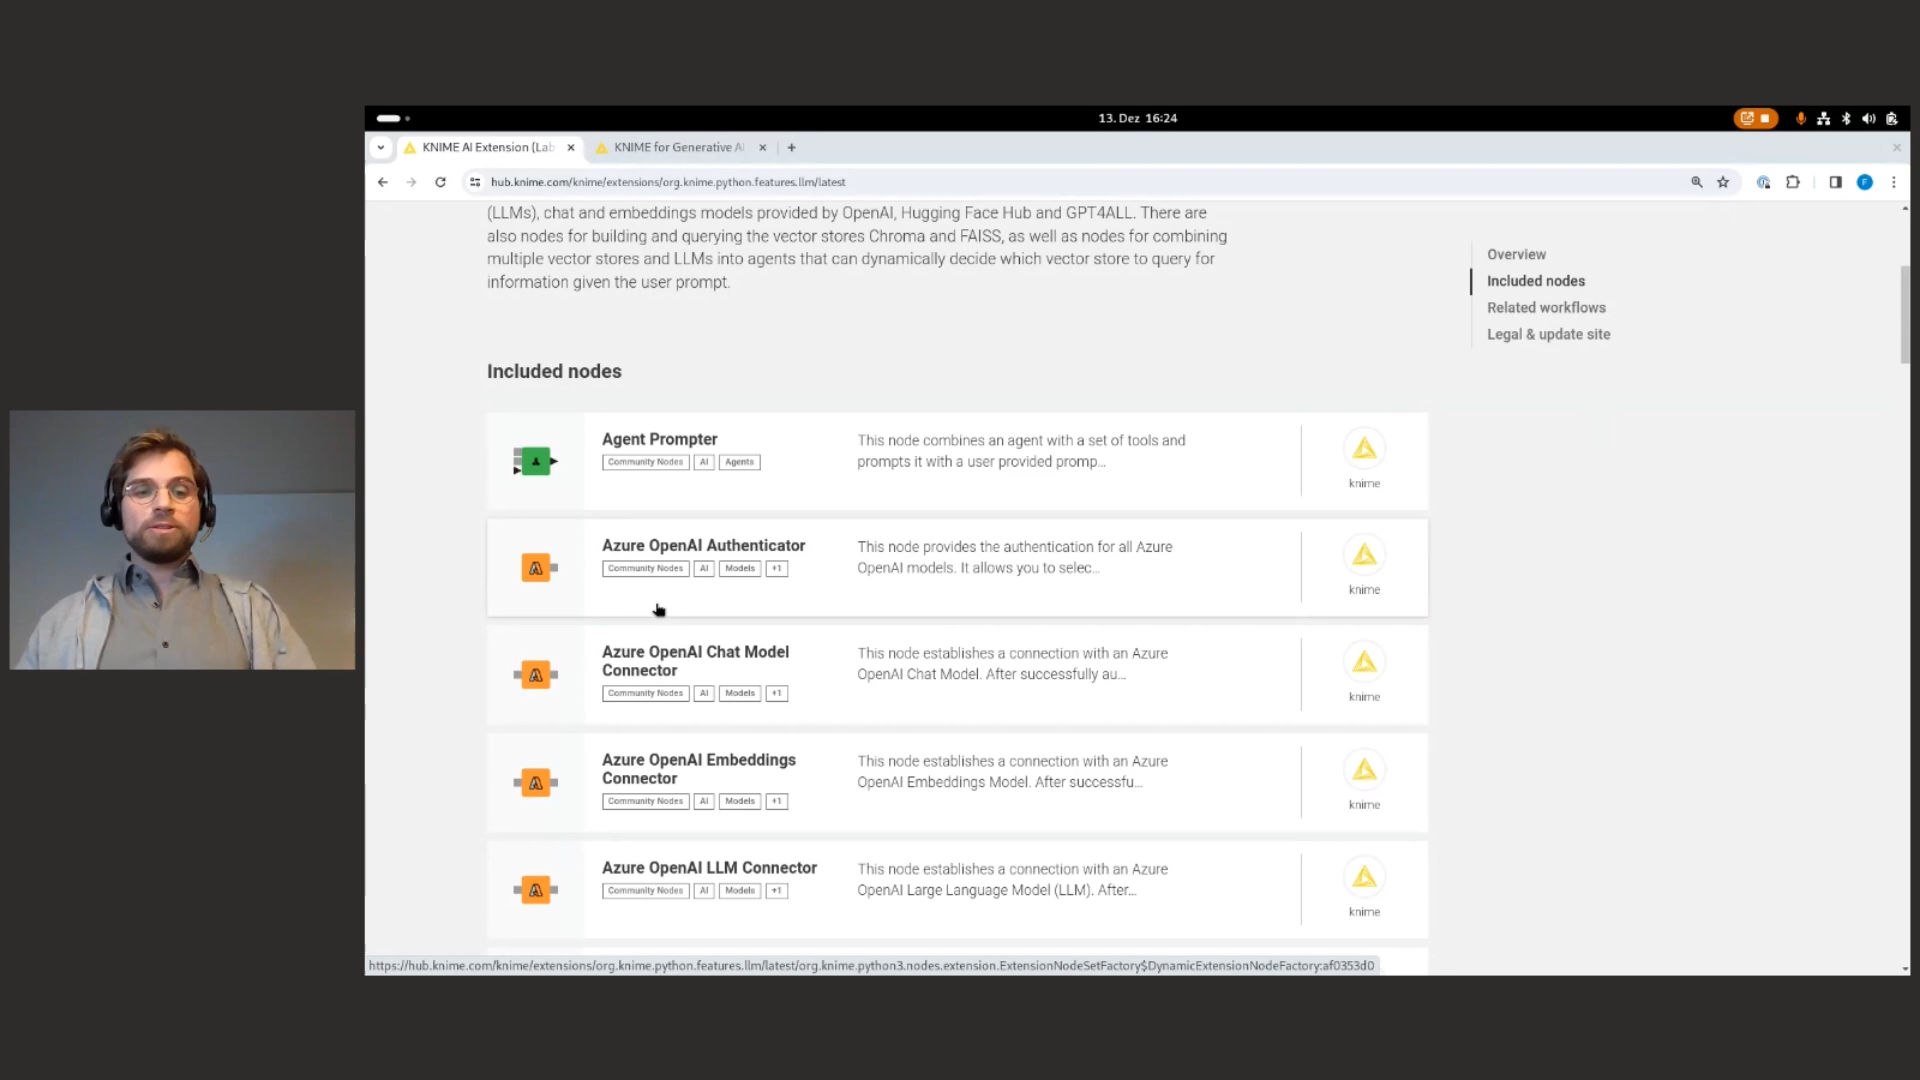 13. Dez 16:24
KNIME AI Extension (Lab
KNIME for Generative AI
hub.knime.com/knime/extensions/org.knime.python.features.llm/latest
F
(LLMs), chat and embeddings models provided by OpenAI, Hugging Face Hub and GPT4ALL. There are
also nodes for building and querying the vector stores Chroma and FAISS, as well as nodes for combining
multiple vector stores and LLMs into agents that can dynamically decide which vector store to query for
information given the user prompt.
Overview
Included nodes
Related workflows
Legal & update site
Included nodes
Agent Prompter
Community Nodes AI Agents
This node combines an agent with a set of tools and
prompts it with a user provided promp...
knime
Azure OpenAI Authenticator
Community Nodes AI Models +1
This node provides the authentication for all Azure
OpenAI models. It allows you to selec...
knime
Azure OpenAI Chat Model
Connector
Community Nodes AI Models +1
This node establishes a connection with an Azure
OpenAI Chat Model. After successfully au...
knime
Azure OpenAI Embeddings
Connector
Community Nodes AI Models +1
This node establishes a connection with an Azure
OpenAI Embeddings Model. After successfu...
knime
Azure OpenAI LLM Connector
Community Nodes AI Models +1
This node establishes a connection with an Azure
OpenAI Large Language Model (LLM). After...
knime
https://hub.knime.com/knime/extensions/org.knime.python.features.llm/latest/org.knime.python3.nodes.extension.ExtensionNodeSetFactory$DynamicExtensionNodeFactory:af0353d0